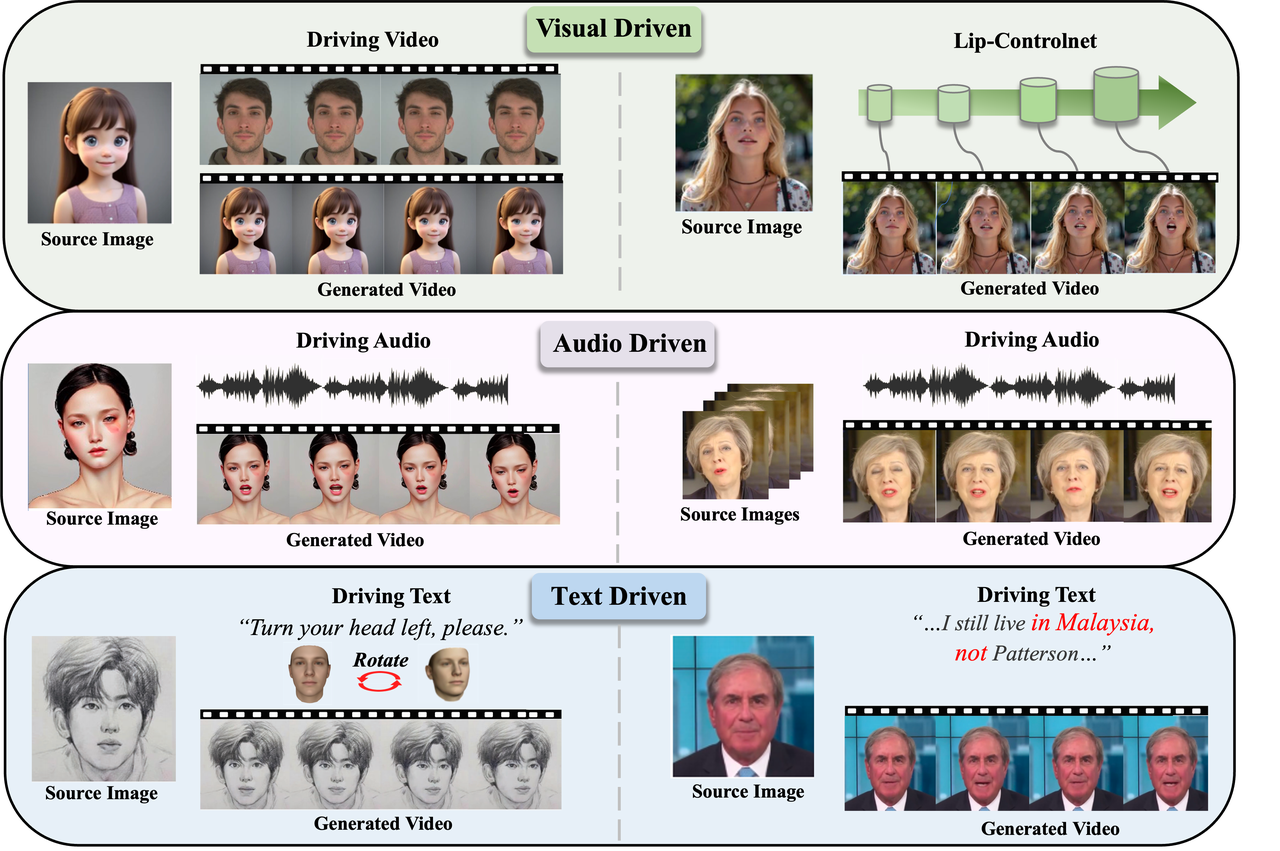 Visual Driven
Driving Video
Source Image
Generated Video
Lip-Controlnet
Source Image
Generated Video
Audio Driven
Driving Audio
Source Image
Generated Video
Driving Audio
Source Images
Generated Video
Text Driven
Driving Text
“Turn your head left, please.”
Rotate
Source Image
Generated Video
Driving Text
“...I still live in Malaysia,
not Patterson...”
Source Image
Generated Video